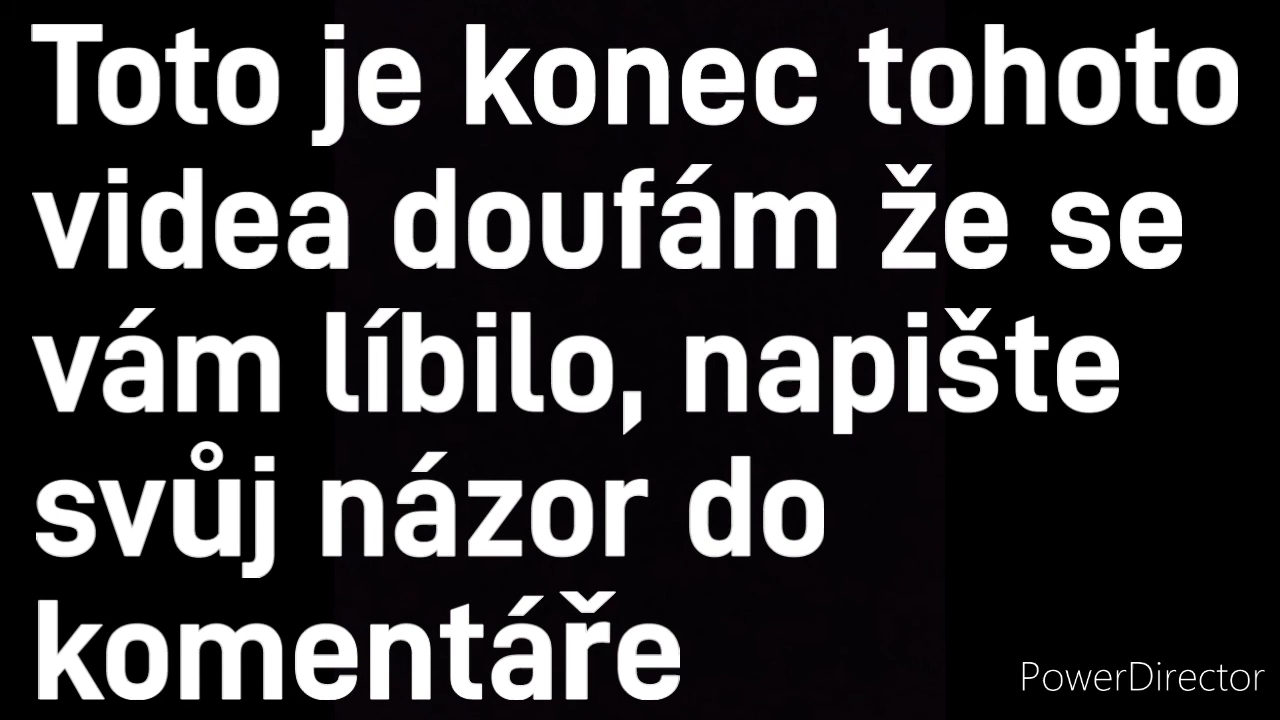 Toto je konec tohoto
videa doufám že se
vám líbilo, napište
svůj názor do
komentáře
PowerDirector